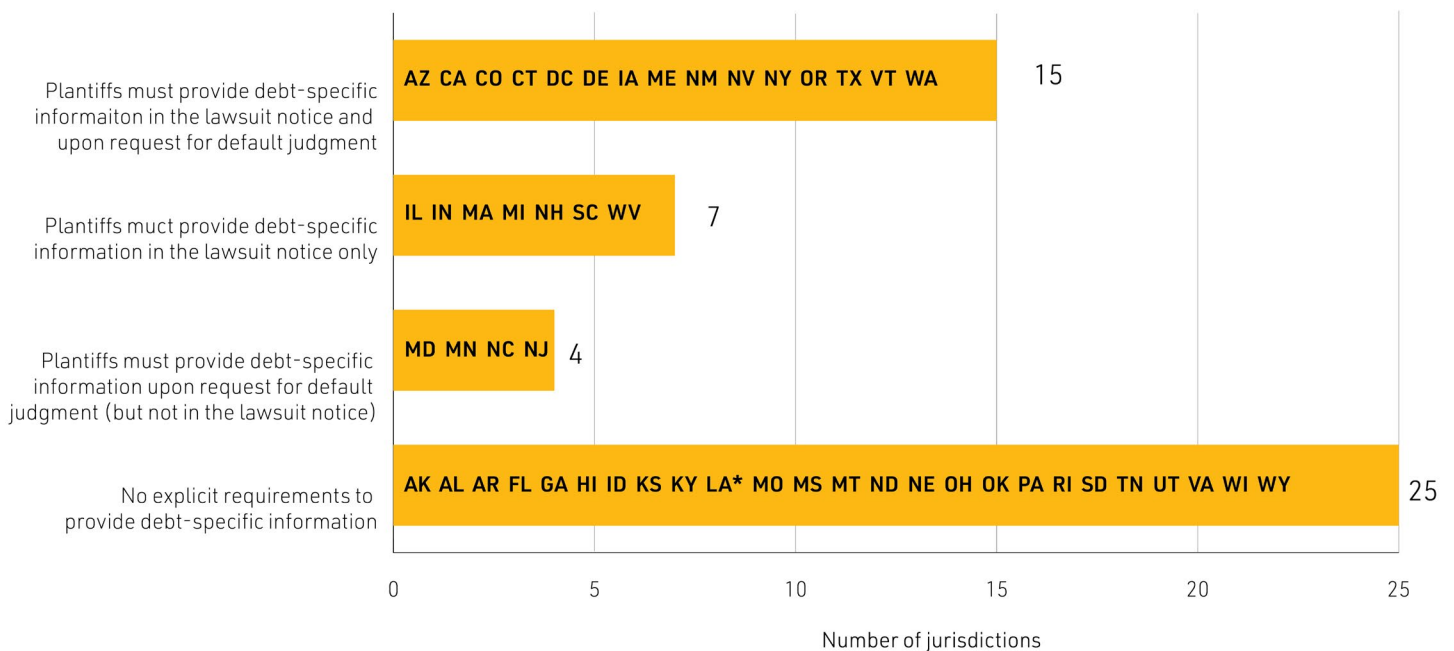 Plantiffs must provide debt-specific
informaiton in the lawsuit notice and
upon request for default judgment
AZ CA CO CT DC DE IA ME NM NV NY OR TX VT WA
15
Plantiffs muct provide debt-specific
information in the lawsuit notice only
IL IN MA MI NH SC WV
7
Plantiffs must provide debt-specific
information upon request for default
judgment (but not in the lawsuit notice)
MD MN NC NJ
4
No explicit requirements to
provide debt-specific information
AK AL AR FL GA HI ID KS KY LA* MO MS MT ND NE OH OK PA RI SD TN UT VA WI WY
25
0 5 10 15 20 25
Number of jurisdictions